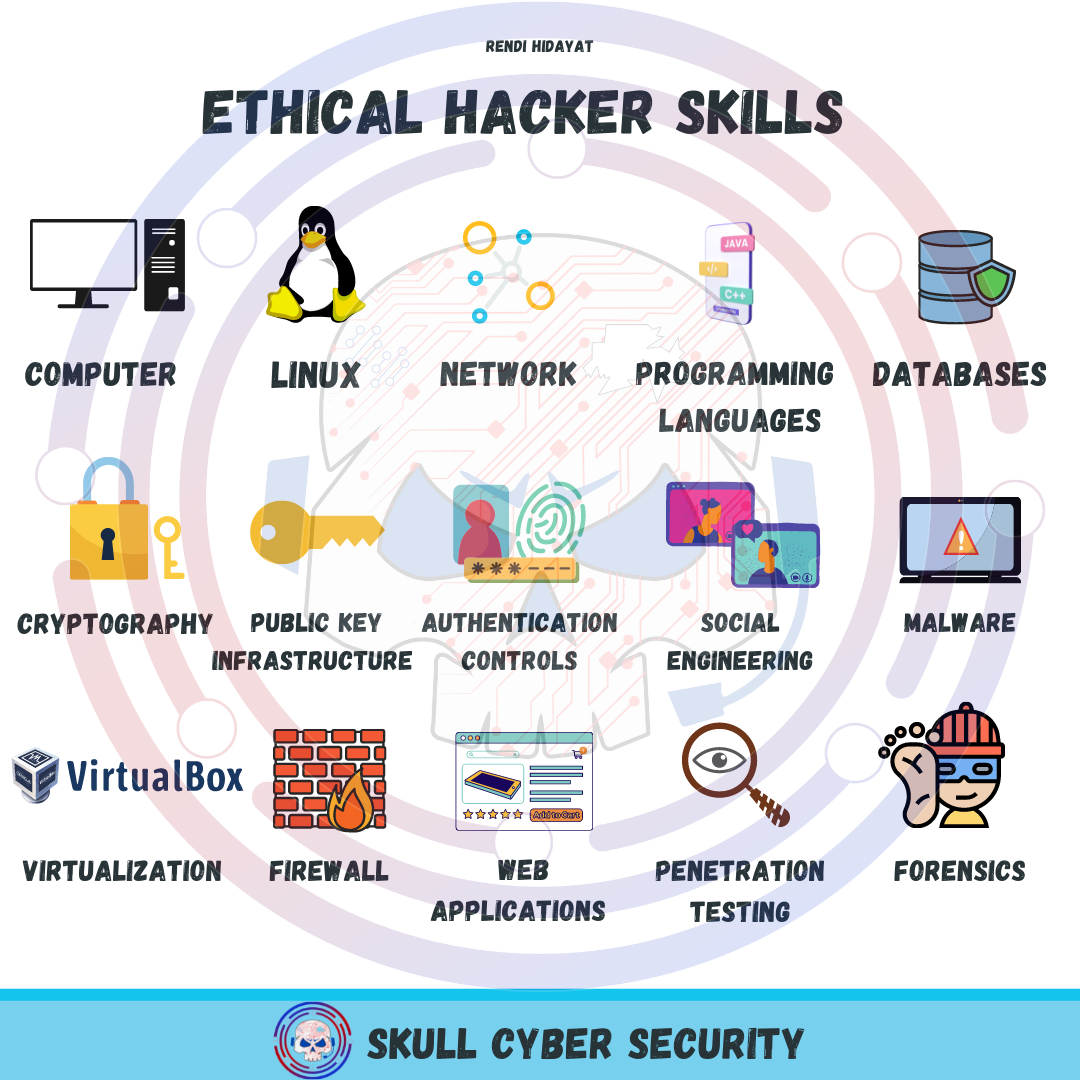 RENDI HIDAYAT
ETHICAL HACKER SKILLS
JAVA
</>
C++
COMPUTER
LINUX
NETWORK
PROGRAMMING
LANGUAGES
DATABASES
***---
CRYPTOGRAPHY
PUBLIC KEY
INFRASTRUCTURE
AUTHENTICATION
CONTROLS
SOCIAL
ENGINEERING
MALWARE
VirtualBox
Add to Cart
VIRTUALIZATION
FIREWALL
WEB
APPLICATIONS
PENETRATION
TESTING
FORENSICS
SKULL CYBER SECURITY